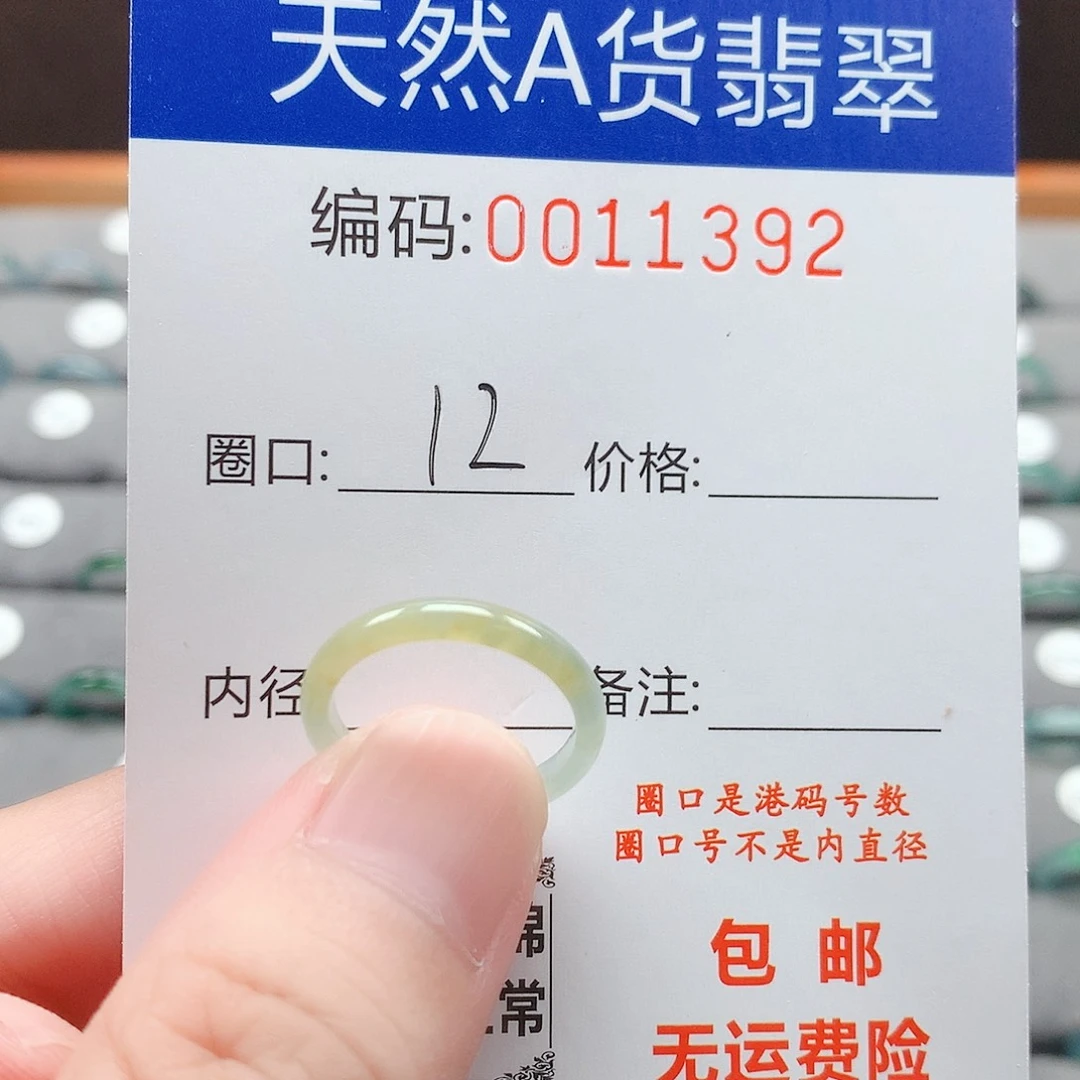 天然A货翡翠
编码:0011392
圈口: 12 价格:
内径 备注:
圈口是港码号数
圈口号不是内直径
包 邮
常
无运费险